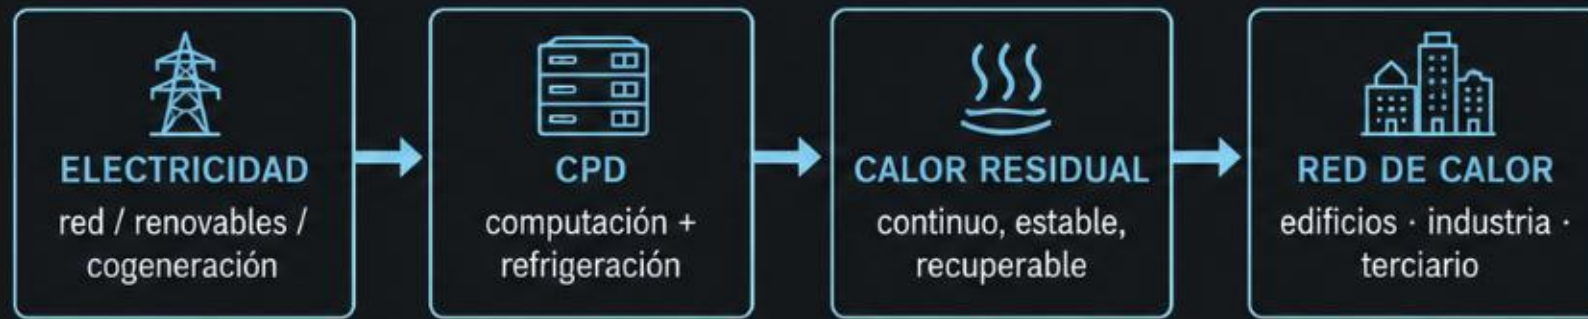 ELECTRICIDAD
red / renovables /
cogeneración
CPD
computación +
refrigeración
CALOR RESIDUAL
continuo, estable,
recuperable
RED DE CALOR
edificios · industria ·
terciario